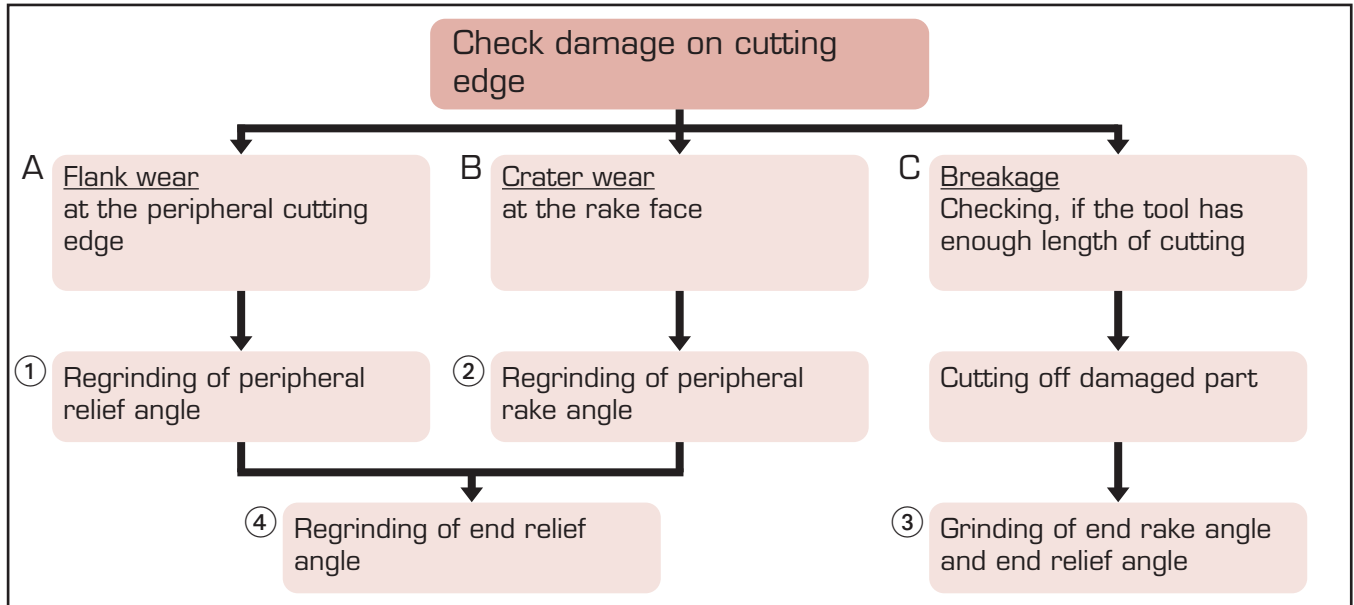 Check damage on cutting
edge
A
Flank wear
at the peripheral cutting
edge
B
Crater wear
at the rake face
C
Breakage
Checking, if the tool has
enough length of cutting
①
Regrinding of peripheral
relief angle
②
Regrinding of peripheral
rake angle
Cutting off damaged part
④
Regrinding of end relief
angle
③
Grinding of end rake angle
and end relief angle